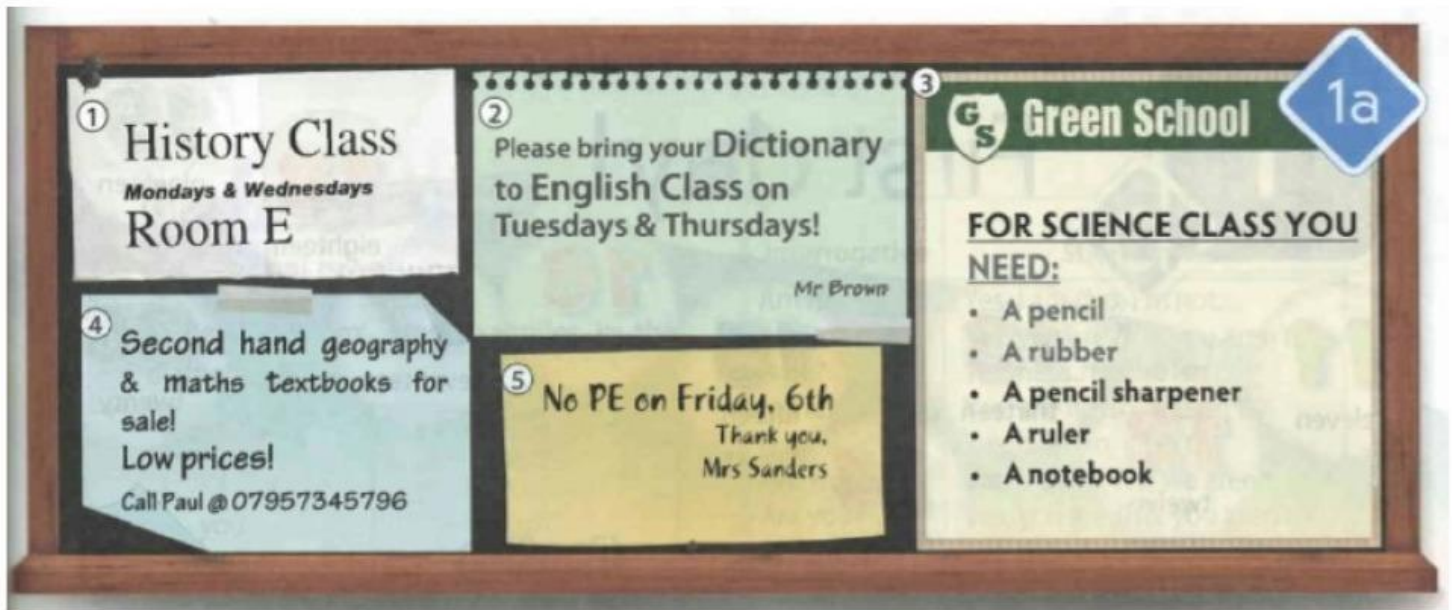 1
History Class
Mondays & Wednesdays
Room E
2
Please bring your Dictionary
to English Class on
Tuesdays & Thursdays!
Mr Brown
3
GS Green School
1a
FOR SCIENCE CLASS YOU
NEED:
• A pencil
• A rubber
• A pencil sharpener
• A ruler
• A notebook
4
Second hand geography
& maths textbooks for
sale!
Low prices!
Call Paul @ 07957345796
5
No PE on Friday, 6th
Thank you,
Mrs Sanders